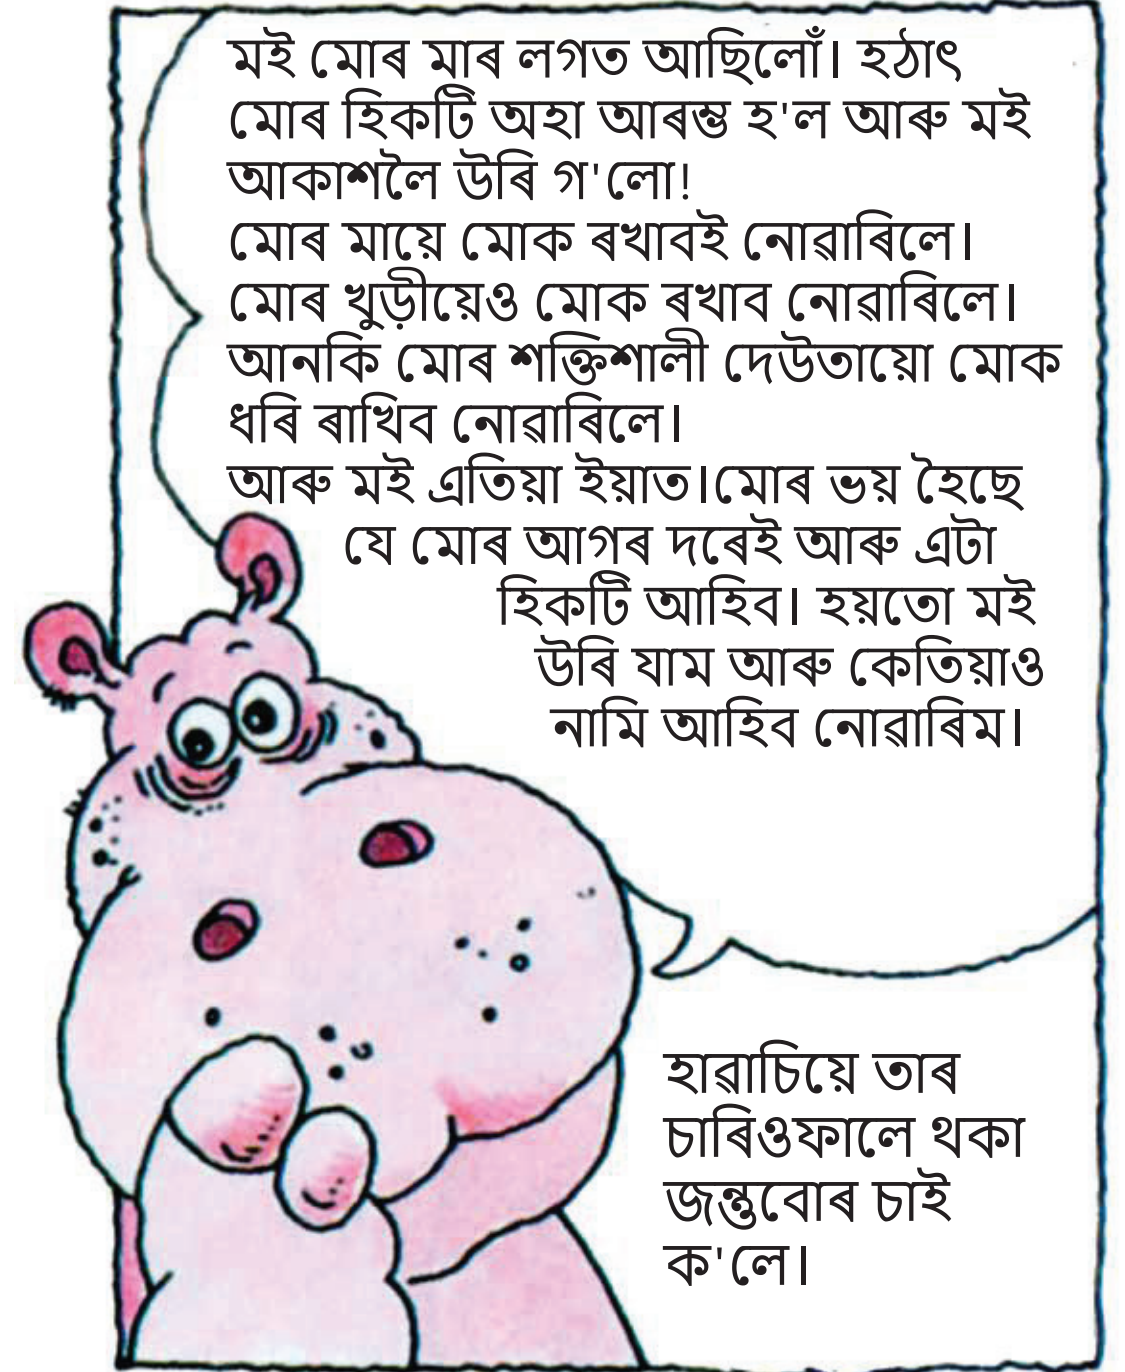 মই মোৰ মাৰ লগত আছিলোঁ। হঠাৎ
মোৰ হিকটি অহা আৰম্ভ হ'ল আৰু মই
আকাশলৈ উৰি গ'লো!
মোৰ মায়ে মোক ৰখাবই নোৱাৰিলে।
মোৰ খুড়ীয়েও মোক ৰখাব নোৱাৰিলে।
আনকি মোৰ শক্তিশালী দেউতায়ো মোক
ধৰি ৰাখিব নোৱাৰিলে।
আৰু মই এতিয়া ইয়াত।মোৰ ভয় হৈছে
যে মোৰ আগৰ দৰেই আৰু এটা
হিকটি আহিব। হয়তো মই
উৰি যাম আৰু কেতিয়াও
নামি আহিব নোৱাৰিম।
হাৱাচিয়ে তাৰ
চাৰিওফালে থকা
জন্তুবোৰ চাই
ক'লে।